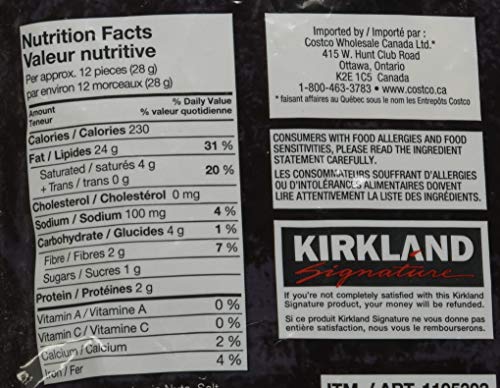 Nutrition Facts
Valeur nutritive
Per approx. 12 pieces (28 g)
par environ 12 morceaux (28 g)
Amount
Teneur
% Daily Value
% valeur quotidienne
Calories / Calories 230
Fat / Lipides 24 g 31 %
Saturated / saturés 4 g
+ Trans / trans 0 g 20 %
Cholesterol / Cholestérol 0 mg
Sodium / Sodium 100 mg 4 %
Carbohydrate / Glucides 4 g 1 %
Fibre / Fibres 2 g 7 %
Sugars / Sucres 1 g
Protein / Protéines 2 g
Vitamin A / Vitamine A 0 %
Vitamin C / Vitamine C 0 %
Calcium / Calcium 2 %
Iron / Fer 4 %
Imported by / Importé par :
Costco Wholesale Canada Ltd.*
415 W. Hunt Club Road
Ottawa, Ontario
K2E 1C5 Canada
1-800-463-3783 • www.costco.ca
* faisant affaires au Québec sous le nom les Entrepôts Costco
CONSUMERS WITH FOOD ALLERGIES AND FOOD
SENSITIVITIES, PLEASE READ THE INGREDIENT
STATEMENT CAREFULLY.
LES CONSOMMATEURS SOUFFRANT D'ALLERGIES
OU D'INTOLÉRANCES ALIMENTAIRES DOIVENT
LIRE ATTENTIVEMENT LA LISTE DES INGRÉDIENTS.
KIRKLAND
Signature
If you're not completely satisfied with this Kirkland
Signature product, your money will be refunded.
Si ce produit Kirkland Signature ne vous donne pas
entière satisfaction, nous vous le rembourserons.
Nuts, Salt